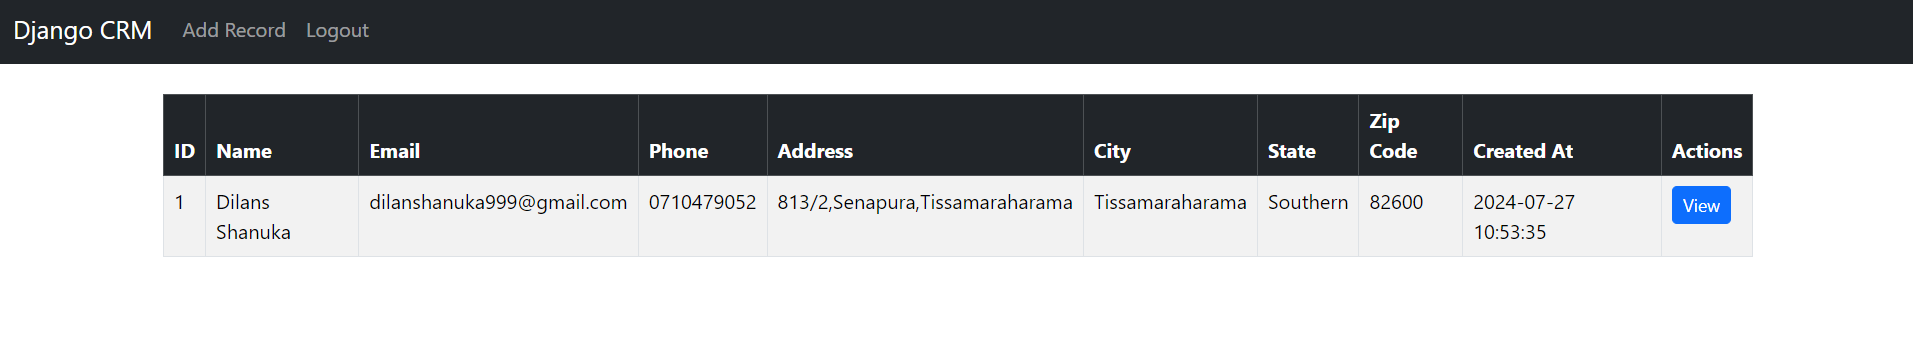 Django CRM Add Record Logout
ID Name Email Phone Address City State Zip Code Created At Actions
1 Dilans Shanuka dilanshanuka999@gmail.com 0710479052 813/2,Senapura,Tissamaraharama Tissamaraharama Southern 82600 2024-07-27 10:53:35 View